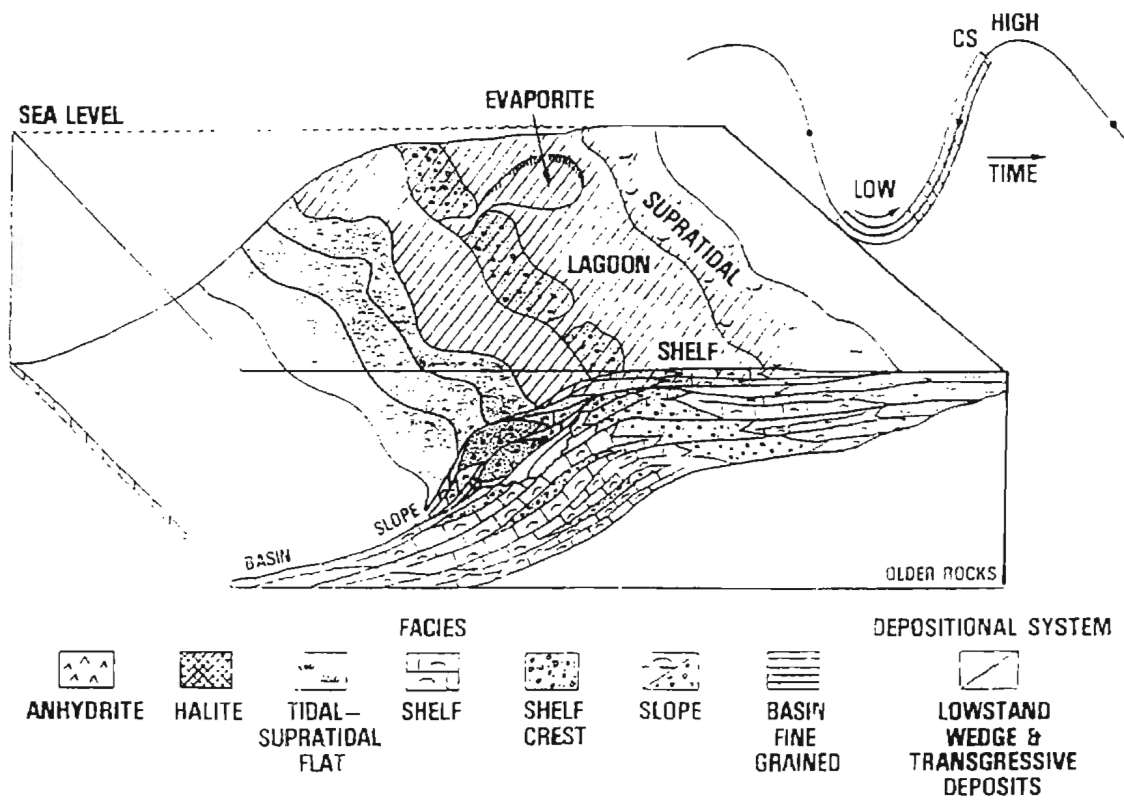 CS HIGH
SEA LEVEL
EVAPORITE
LOW
TIME
SUPRATIDAL
LAGOON
SHELF
SLOPE
BASIN
OLDER ROCKS
FACIES
DEPOSITIONAL SYSTEM
ANHYDRITE
HALITE
TIDAL–
SUPRATIDAL
FLAT
SHELF
SHELF
CREST
SLOPE
BASIN
FINE
GRAINED
LOWSTAND
WEDGE &
TRANSGRESSIVE
DEPOSITS